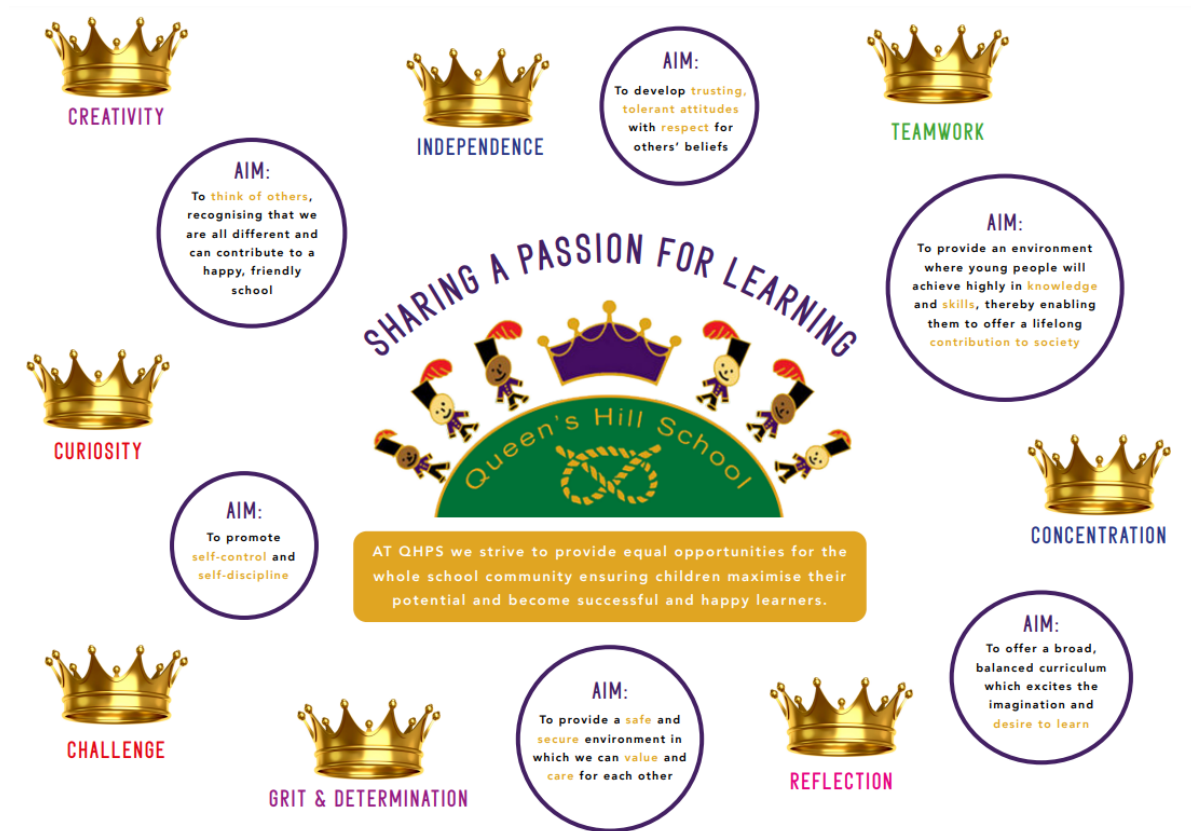 CREATIVITY
INDEPENDENCE
AIM:
To develop trusting,
tolerant attitudes
with respect for
others' beliefs
TEAMWORK
AIM:
To think of others,
recognising that we
are all different and
can contribute to a
happy, friendly
school
AIM:
To provide an environment
where young people will
achieve highly in knowledge
and skills, thereby enabling
them to offer a lifelong
contribution to society
SHARING A PASSION FOR LEARNING
Queen's Hill School
CURIOSITY
CONCENTRATION
AIM:
To promote
self-control and
self-discipline
AT QHPS we strive to provide equal opportunities for the
whole school community ensuring children maximise their
potential and become successful and happy learners.
AIM:
To offer a broad,
balanced curriculum
which excites the
imagination and
desire to learn
CHALLENGE
GRIT & DETERMINATION
AIM:
To provide a safe and
secure environment in
which we can value and
care for each other
REFLECTION